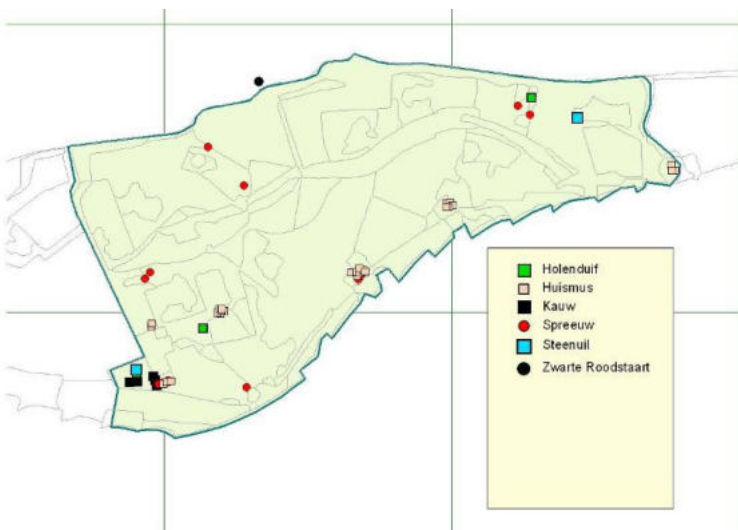 Holenduif
Huismus
Kauw
Spreeuw
Steenuil
Zwarte Roodstaart